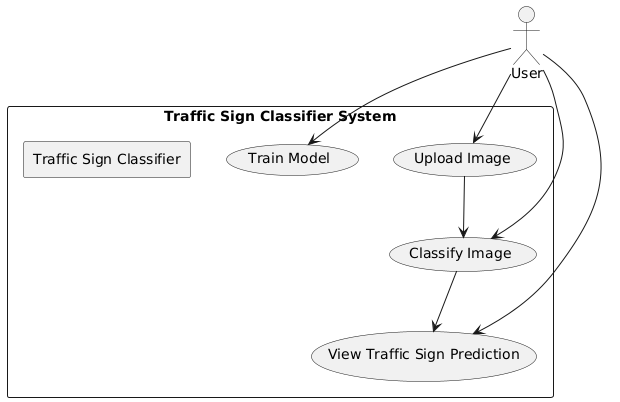 User
Traffic Sign Classifier System
Traffic Sign Classifier
Train Model
Upload Image
Classify Image
View Traffic Sign Prediction